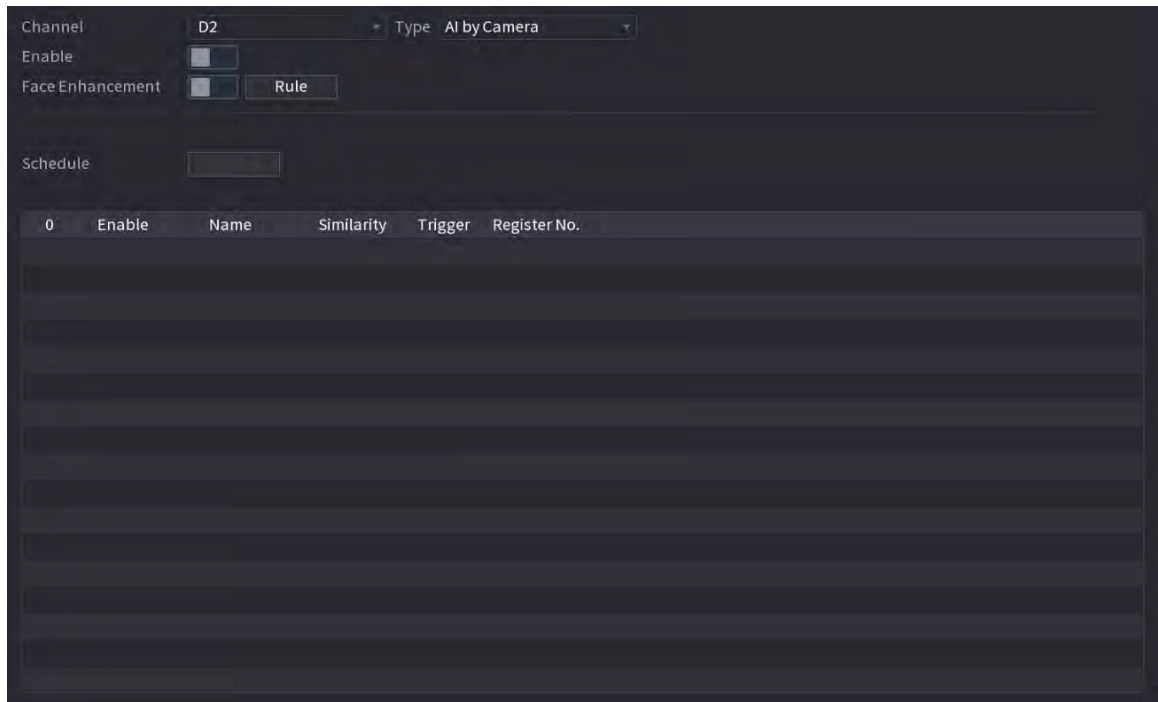 Channel D2 Type AI by Camera
Enable
Face Enhancement Rule
Schedule
0 Enable Name Similarity Trigger Register No.